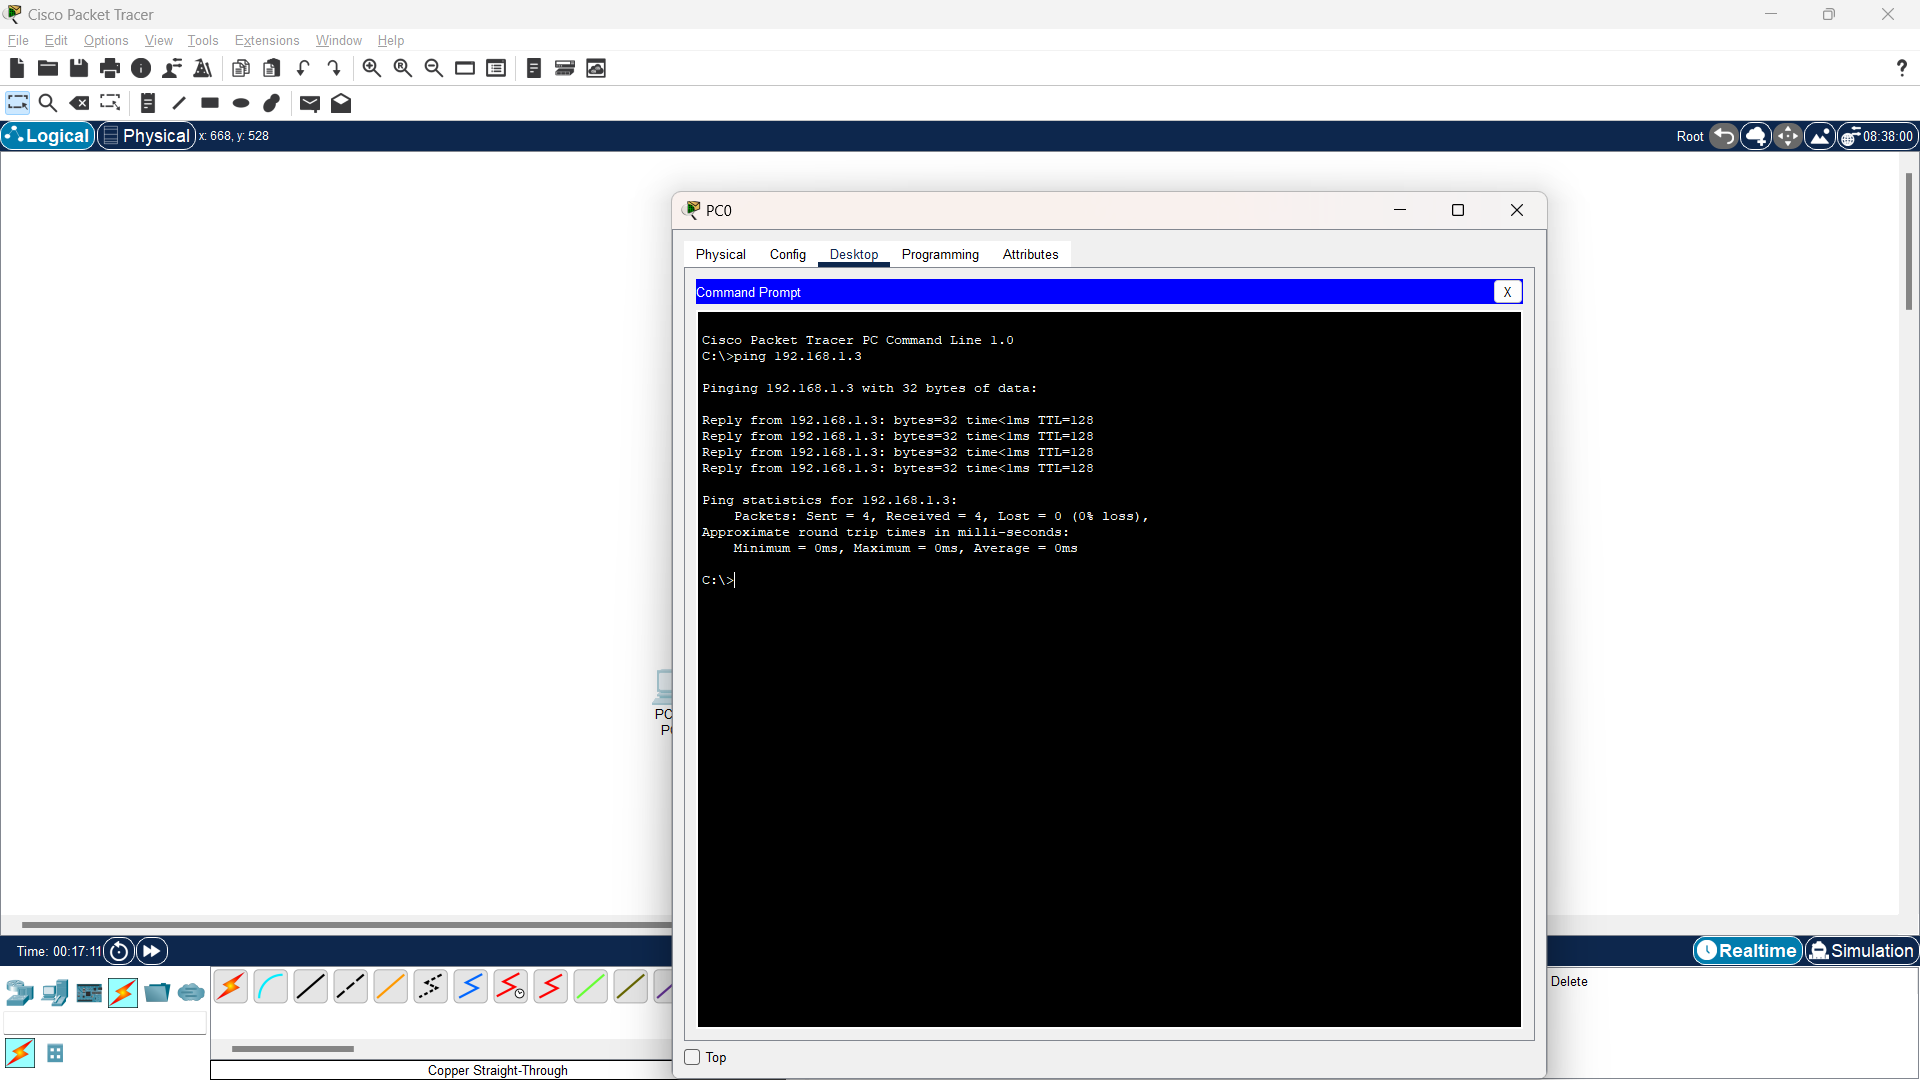 Cisco Packet Tracer
File Edit Options View Tools Extensions Window Help
?
Logical Physical x: 668, y: 528 Root 08:38:00
PC0
Physical Config Desktop Programming Attributes
Command Prompt X
Cisco Packet Tracer PC Command Line 1.0
C:\>ping 192.168.1.3
Pinging 192.168.1.3 with 32 bytes of data:
Reply from 192.168.1.3: bytes=32 time<1ms TTL=128
Reply from 192.168.1.3: bytes=32 time<1ms TTL=128
Reply from 192.168.1.3: bytes=32 time<1ms TTL=128
Reply from 192.168.1.3: bytes=32 time<1ms TTL=128
Ping statistics for 192.168.1.3:
Packets: Sent = 4, Received = 4, Lost = 0 (0% loss),
Approximate round trip times in milli-seconds:
Minimum = 0ms, Maximum = 0ms, Average = 0ms
C:\>
PC
P
Time: 00:17:11 Realtime Simulation
Delete
Top
Copper Straight-Through